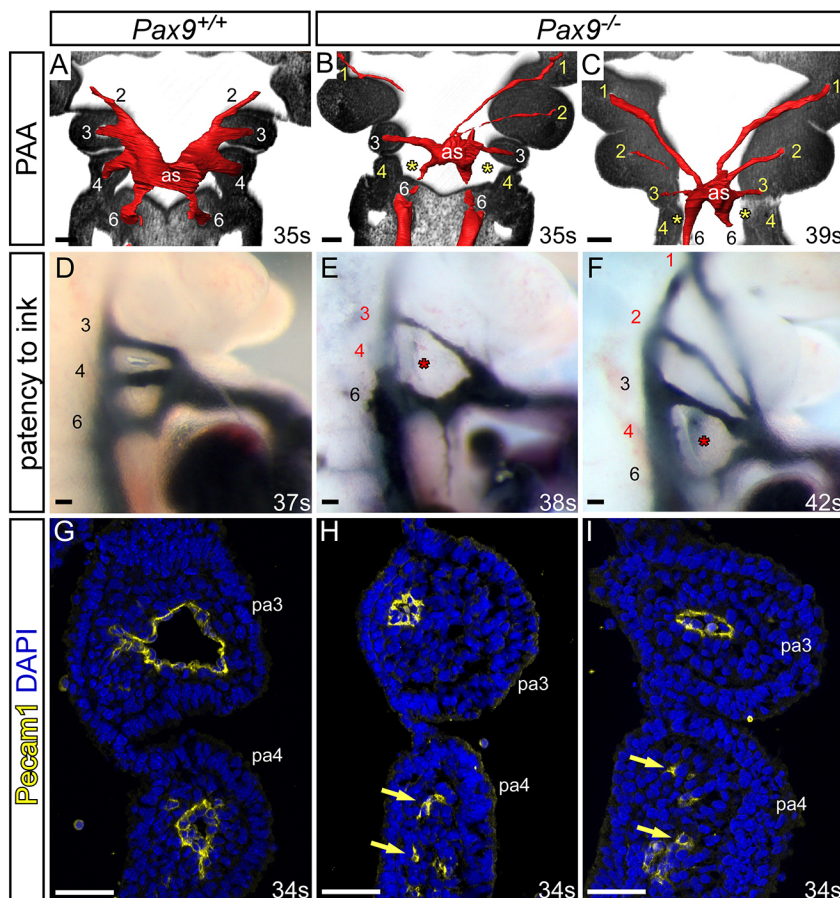 Pax9+/+
Pax9-/-
PAA
A
2
2
3
3
4
4
as
6
6
35s
B
1
1
2
3
3
as
*
*
4
4
6
6
35s
C
1
1
2
2
3
3
as
*
*
4
4
6
6
39s
patency to ink
D
3
4
6
37s
E
3
4
*
6
38s
F
1
2
3
4
*
6
42s
Pecam1 DAPI
G
pa3
pa4
34s
H
pa3
pa4
34s
I
pa3
pa4
34s